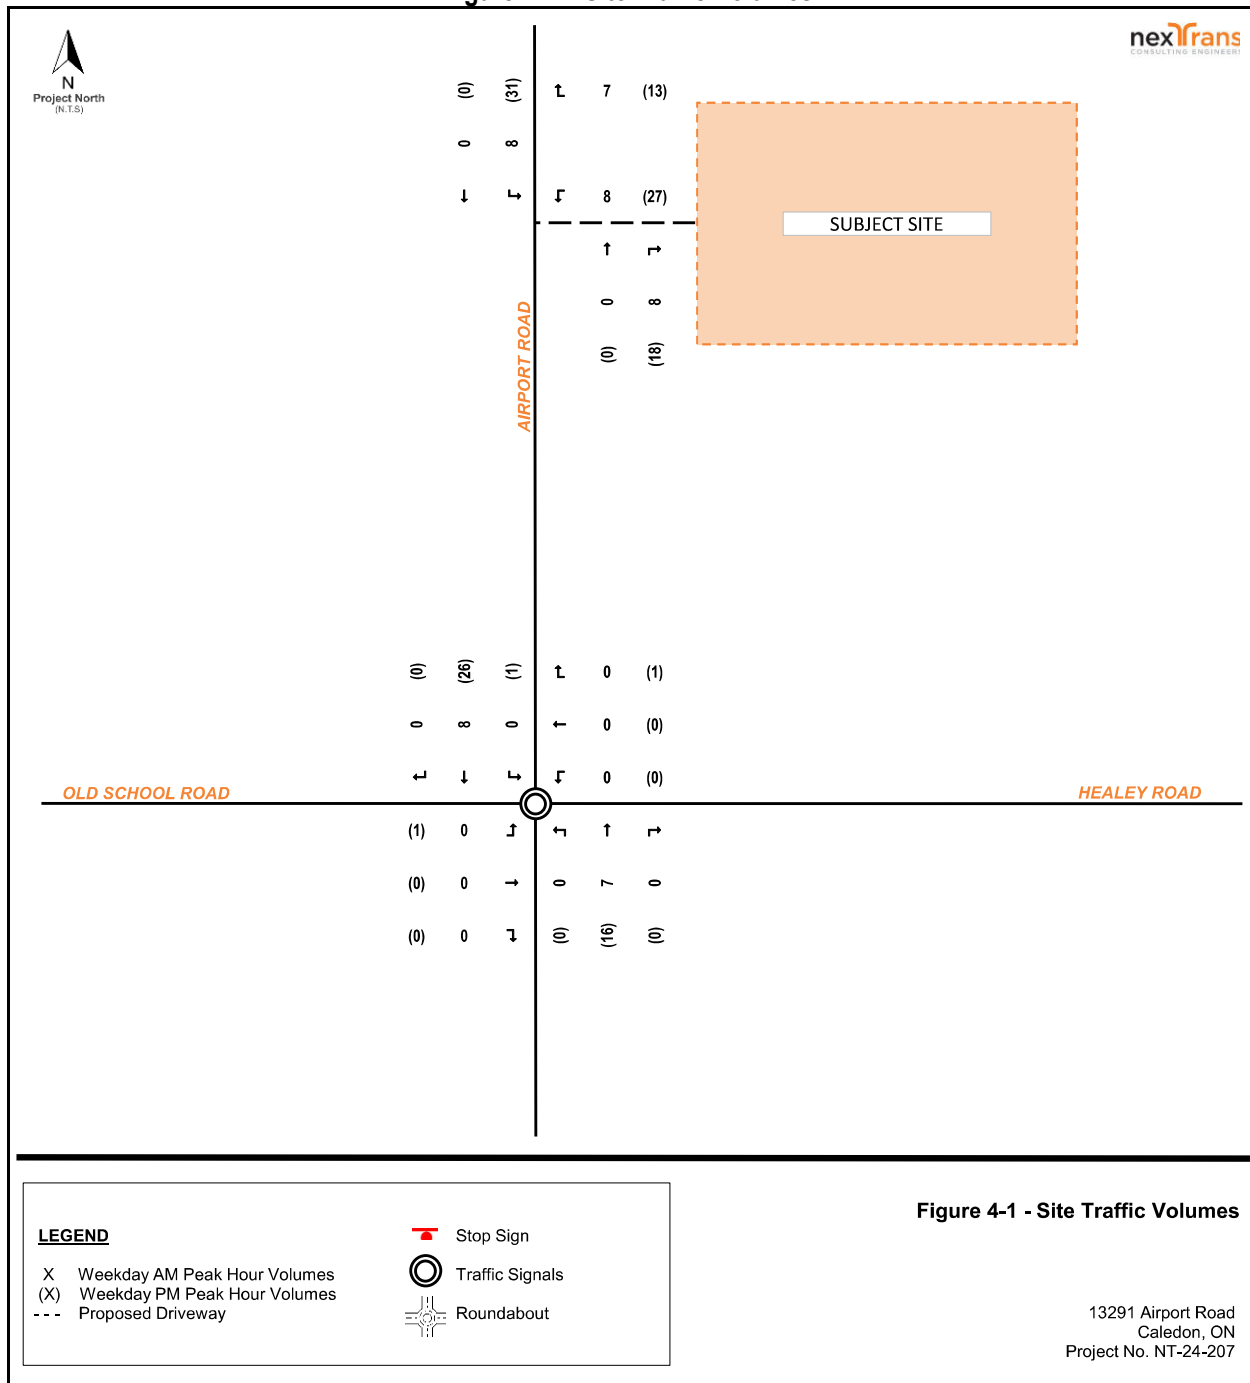 nexTrans
CONSULTING ENGINEERS
N
Project North
(N.T.S)
(0) (31) 7 (13)
0 8
8 (27)
SUBJECT SITE
0 8
(0) (18)
AIRPORT ROAD
(0) (26) (1) 0 (1)
0 8 0 0 (0)
0 (0)
OLD SCHOOL ROAD
HEALEY ROAD
(1) 0
(0) 0 0 7 0
(0) 0 (0) (16) (0)
Figure 4-1 - Site Traffic Volumes
LEGEND
X Weekday AM Peak Hour Volumes
(X) Weekday PM Peak Hour Volumes
--- Proposed Driveway
Stop Sign
Traffic Signals
Roundabout
13291 Airport Road
Caledon, ON
Project No. NT-24-207